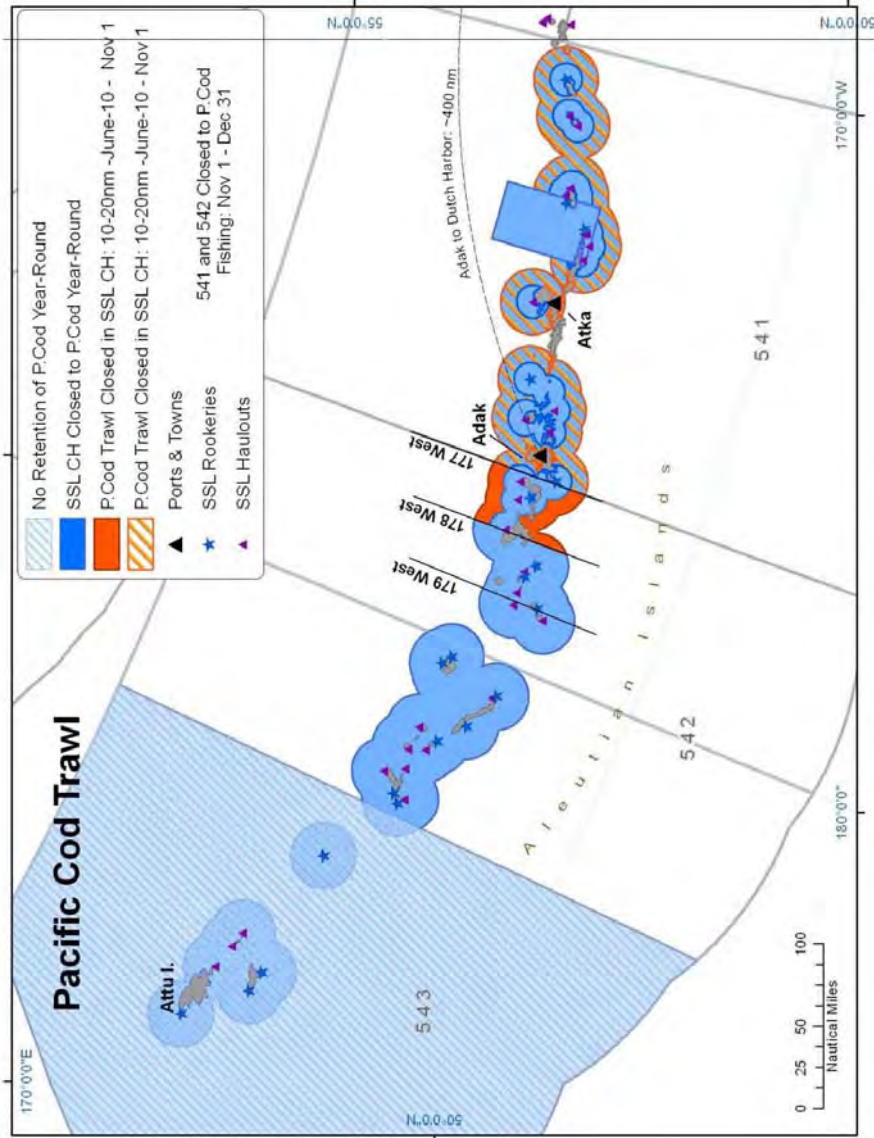 Pacific Cod Trawl
No Retention of P.Cod Year-Round
SSL CH Closed to P.Cod Year-Round
P.Cod Trawl Closed in SSL CH: 10-20nm -June-10 - Nov 1
P.Cod Trawl Closed in SSL CH: 10-20nm -June-10 - Nov 1
Ports & Towns
SSL Rookeries
SSL Haulouts
541 and 542 Closed to P.Cod
Fishing: Nov 1 - Dec 31
170°0'0"E
55°0'0"N
Attu I.
Adak to Dutch Harbor: ~400 nm
179 West
178 West
177 West
Adak
Atka
543
542
541
Aleutian Islands
0 25 50 100
Nautical Miles
50°0'0"N
180°0'0"
170°0'0"W
50°0'0"N